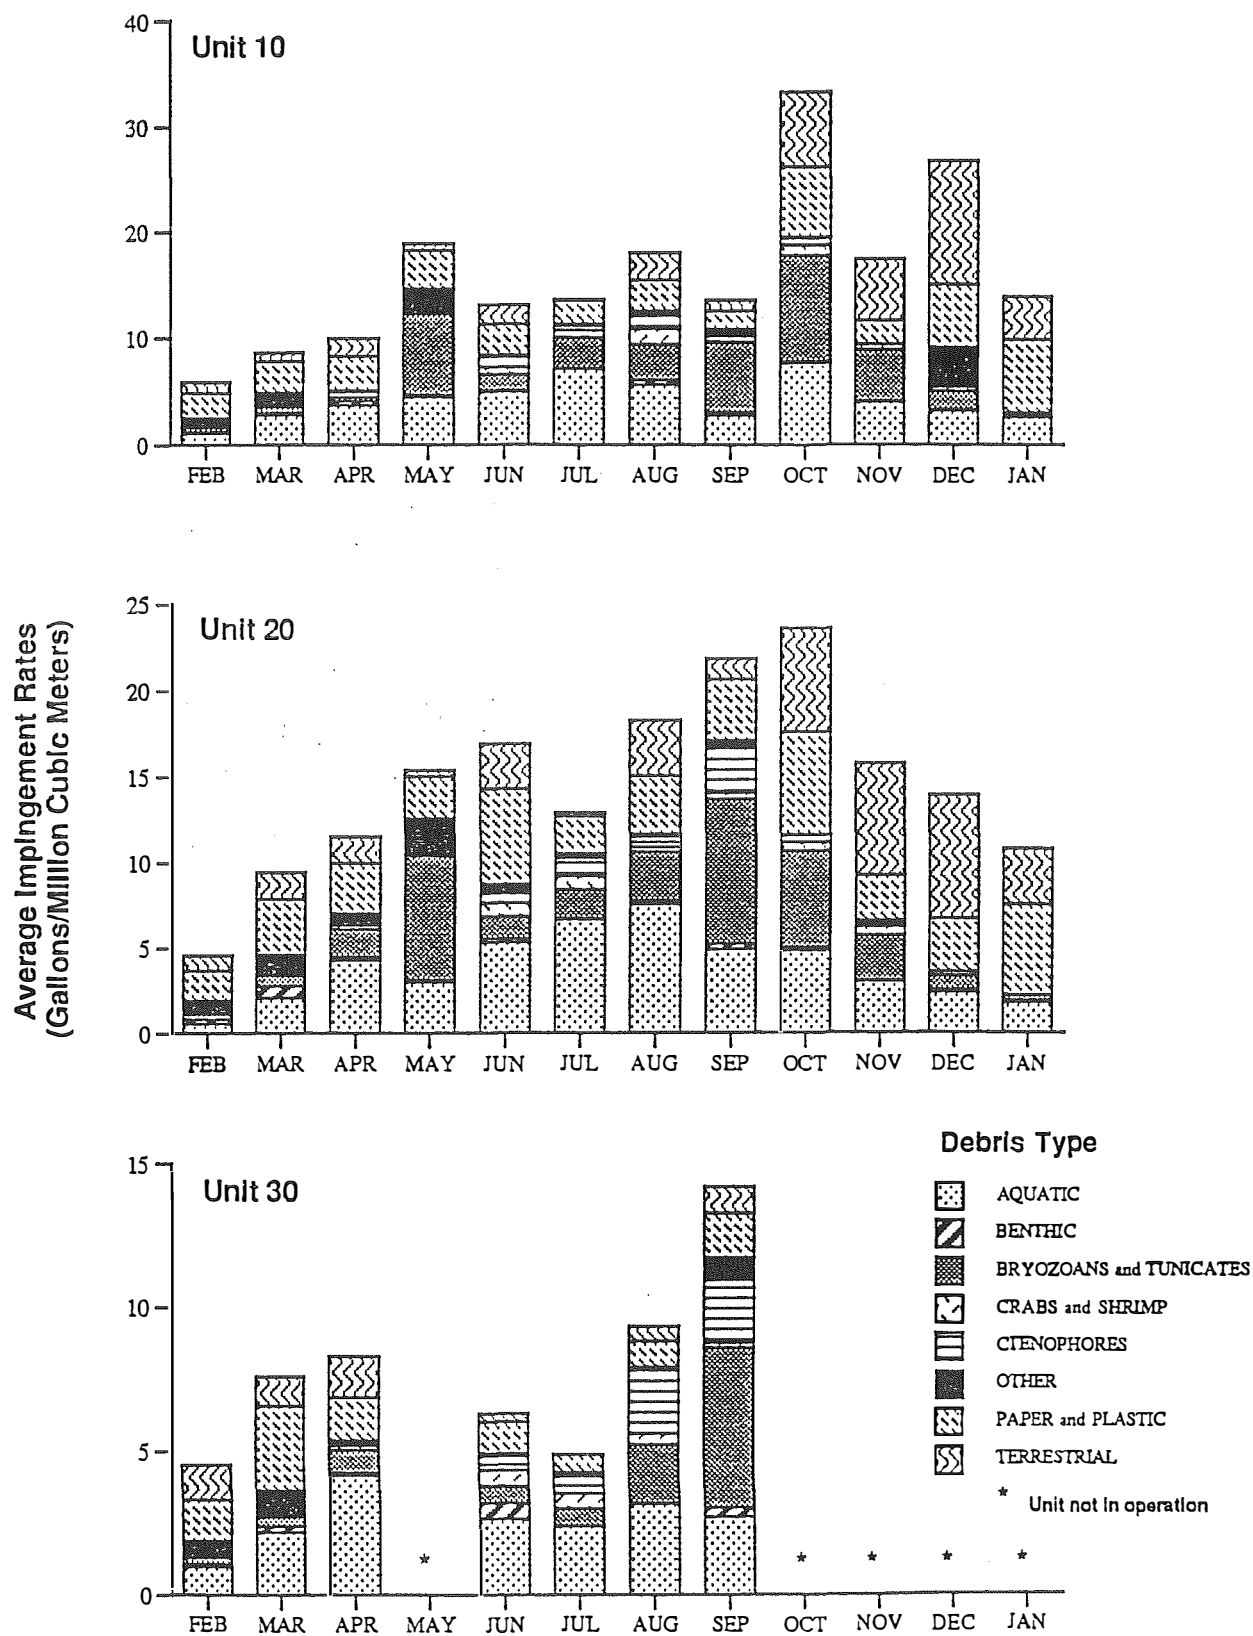 40
Unit 10
30
20
10
0
FEB MAR APR MAY JUN JUL AUG SEP OCT NOV DEC JAN
Average Impingement Rates
(Gallons/Million Cubic Meters)
25
Unit 20
20
15
10
5
0
FEB MAR APR MAY JUN JUL AUG SEP OCT NOV DEC JAN
15
Unit 30
10
5
0
* * * * *
FEB MAR APR MAY JUN JUL AUG SEP OCT NOV DEC JAN
Debris Type
AQUATIC
BENTHIC
BRYOZOANS and TUNICATES
CRABS and SHRIMP
CTENOPHORES
OTHER
PAPER and PLASTIC
TERRESTRIAL
* Unit not in operation